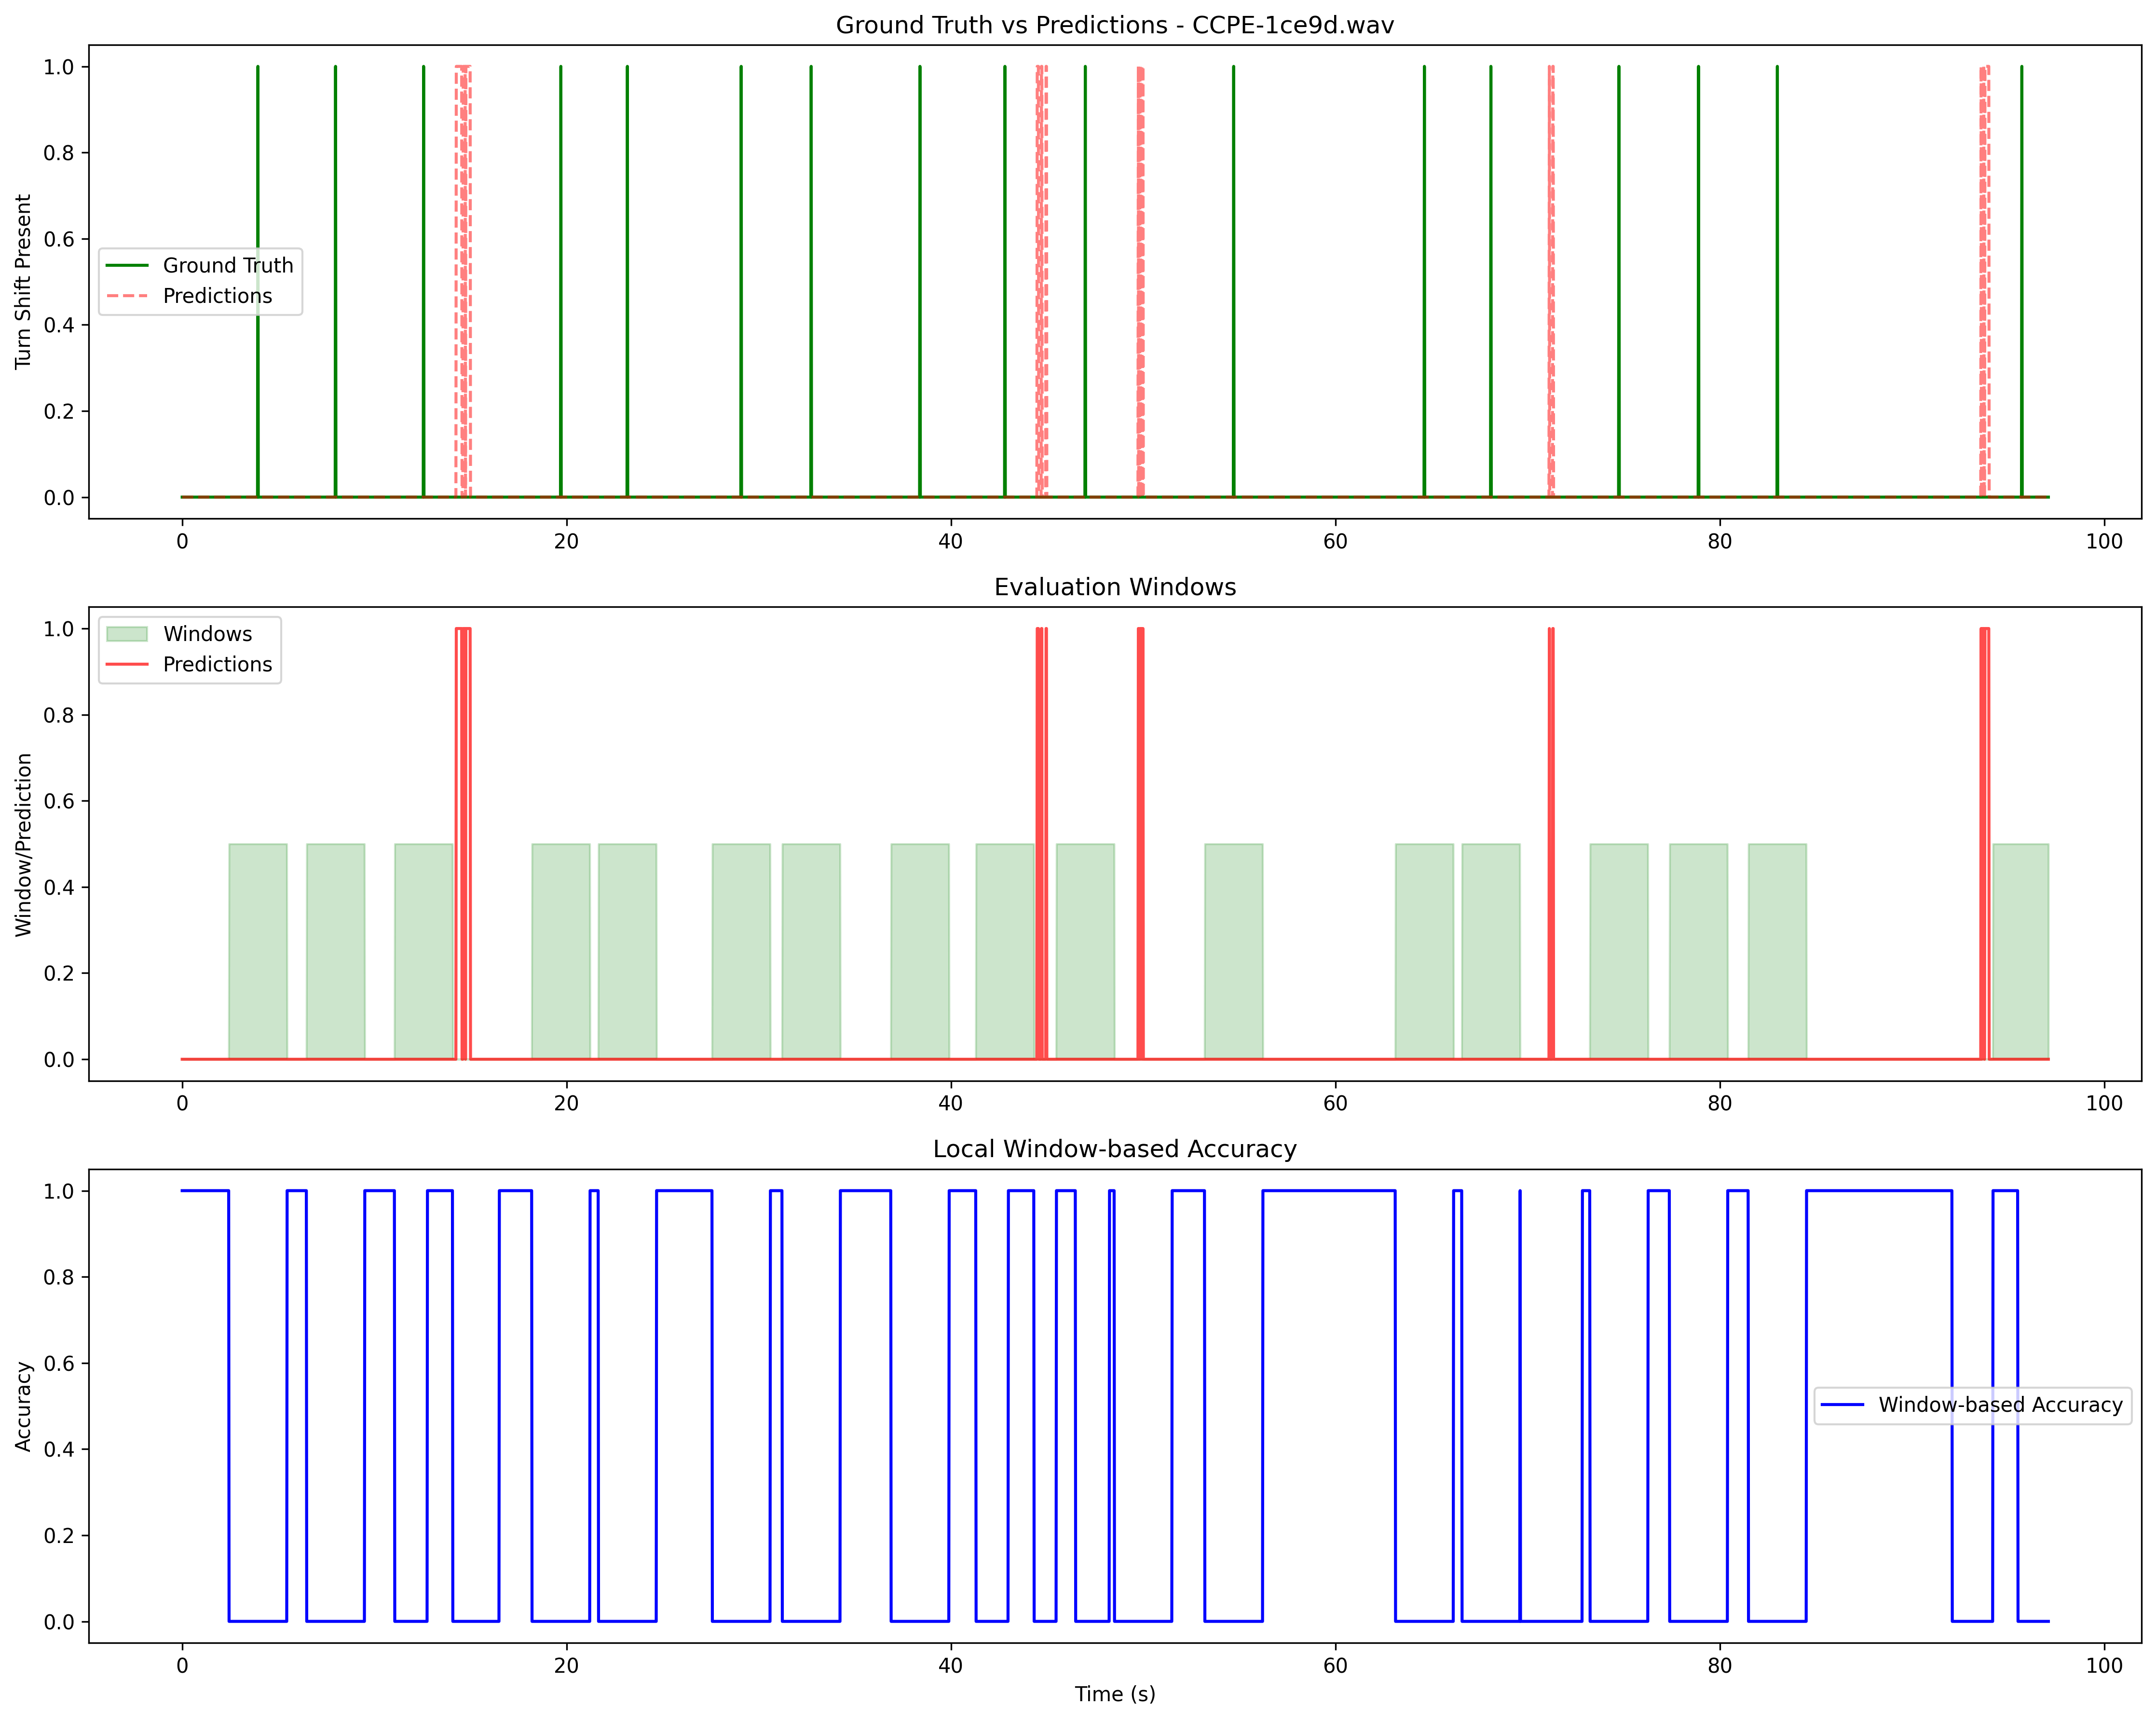 Ground Truth vs Predictions - CCPE-1ce9d.wav
1.0
0.8
0.6
0.4
0.2
0.0
Turn Shift Present
Ground Truth
Predictions
0 20 40 60 80 100
Evaluation Windows
1.0
0.8
0.6
0.4
0.2
0.0
Window/Prediction
Windows
Predictions
0 20 40 60 80 100
Local Window-based Accuracy
1.0
0.8
0.6
0.4
0.2
0.0
Accuracy
Window-based Accuracy
0 20 40 60 80 100
Time (s)